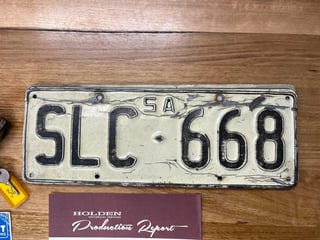 SA
SLC·668
HOLDEN
Production Report